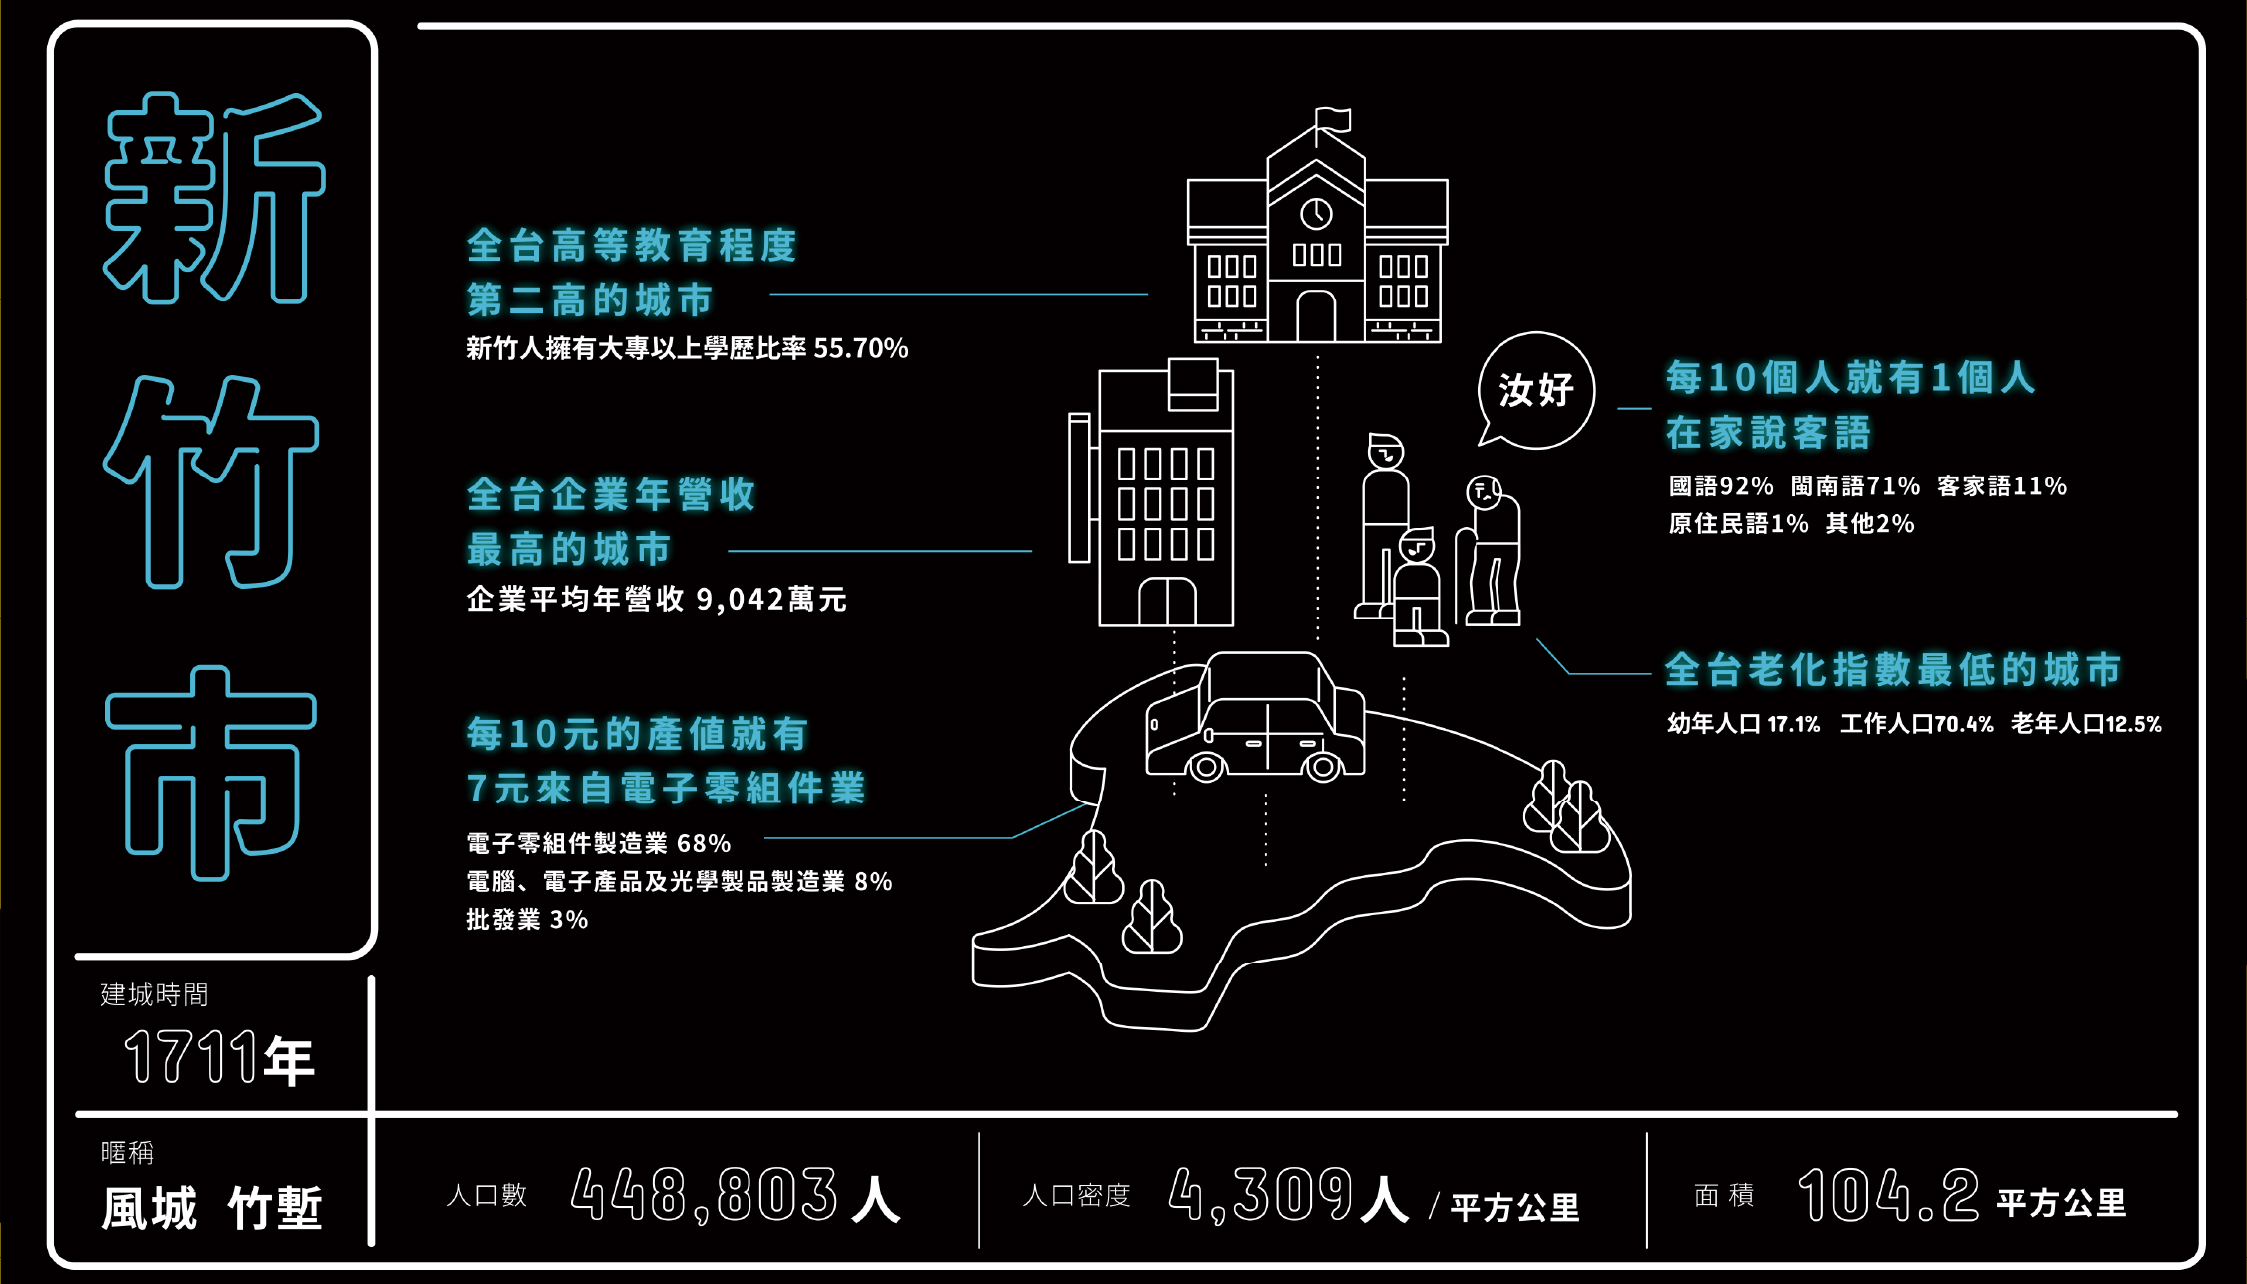 新竹市
全台高等教育程度
第二高的城市
新竹人擁有大專以上學歷比率 55.70%
全台企業年營收
最高的城市
企業平均年營收 9,042萬元
每10元的產值就有
7元來自電子零組件業
電子零組件製造業 68%
電腦、電子產品及光學製品製造業 8%
批發業 3%
汝好
每10個人就有1個人
在家說客語
國語92% 閩南語71% 客家語11%
原住民語1% 其他2%
全台老化指數最低的城市
幼年人口 17.1% 工作人口70.4% 老年人口12.5%
建城時間
1711年
暱稱
風城 竹塹
人口數 448,803人
人口密度 4,309人 / 平方公里
面積 104.2 平方公里